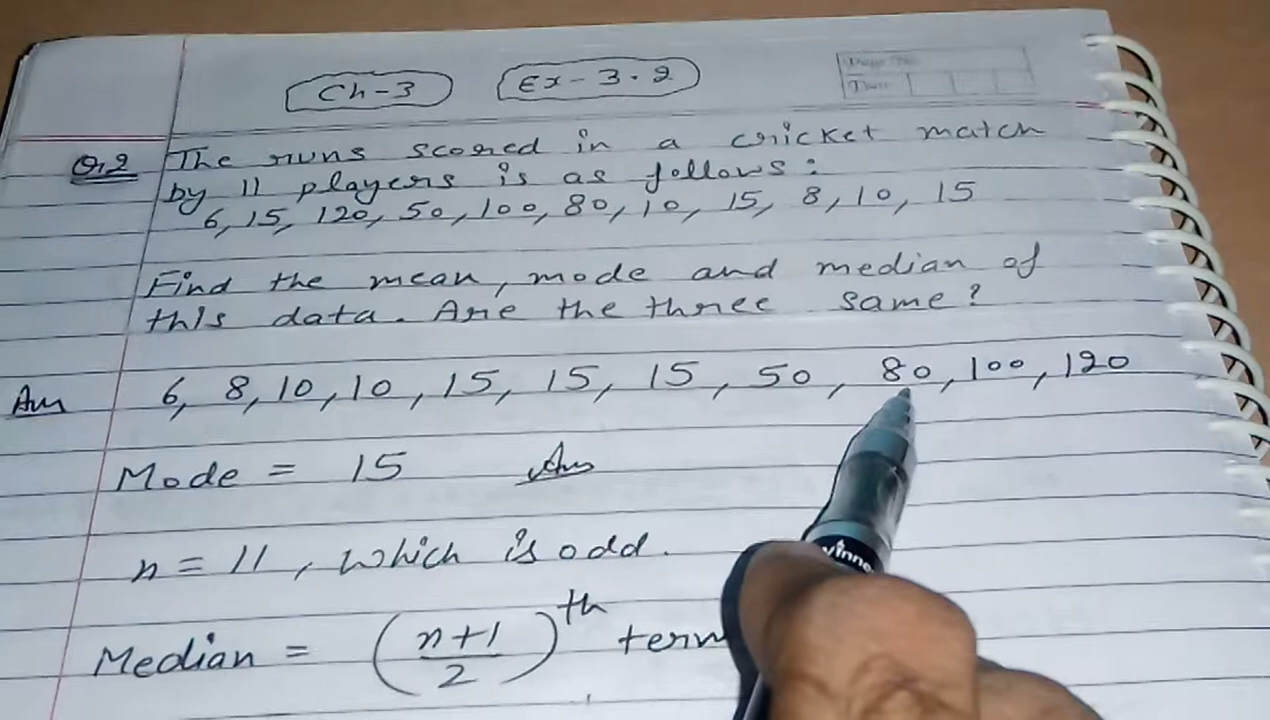 Ch-3 Ex-3.2
Page No.
Date
Q.2 The runs scored in a cricket match
by 11 players is as follows:
6, 15, 120, 50, 100, 80, 10, 15, 8, 10, 15
Find the mean, mode and median of
this data. Are the three same?
Ans 6, 8, 10, 10, 15, 15, 15, 50, 80, 100, 120
Mode = 15 Ans
n = 11, which is odd.
Median = (n+1/2)th term